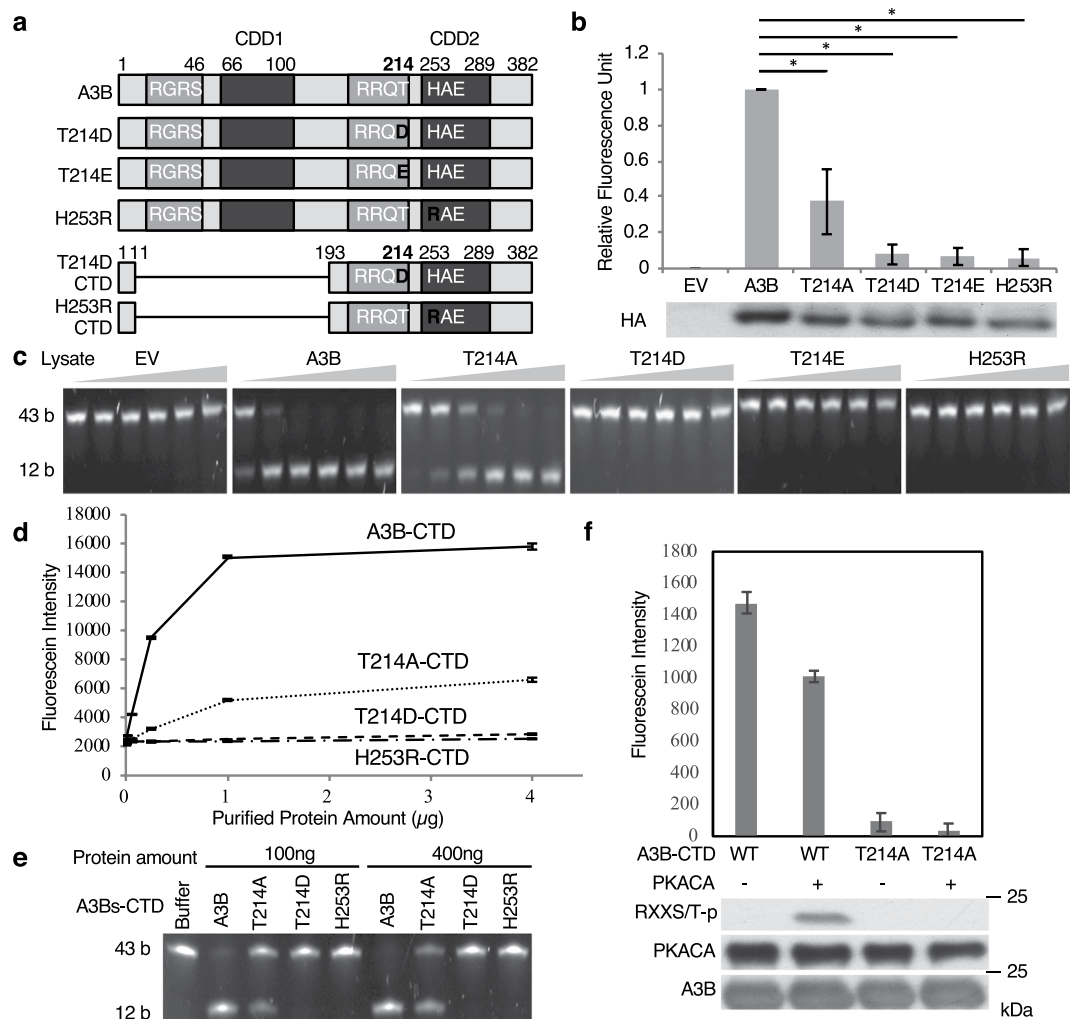 a
CDD1 CDD2
1 46 66 100 214 253 289 382
A3B RGRS RRQT HAE
T214D RGRS RRQD HAE
T214E RGRS RRQE HAE
H253R RGRS RRQT RAE
111 193 214 253 289 382
T214D
CTD RRQD HAE
H253R
CTD RRQT RAE
b
Relative Fluorescence Unit
* * * *
1.2
1
0.8
0.6
0.4
0.2
0
EV A3B T214A T214D T214E H253R
HA
c
Lysate EV A3B T214A T214D T214E H253R
43 b
12 b
d
Fluorescein Intensity
18000
16000
14000
12000
10000
8000
6000
4000
2000
0
A3B-CTD
T214A-CTD
T214D-CTD
H253R-CTD
0 1 2 3 4
Purified Protein Amount (µg)
e
Protein amount 100ng 400ng
A3Bs-CTD Buffer A3B T214A T214D H253R A3B T214A T214D H253R
43 b
12 b
f
Fluorescein Intensity
1800
1600
1400
1200
1000
800
600
400
200
0
A3B-CTD WT WT T214A T214A
PKACA - + - +
RXXS/T-p 25
PKACA
25
A3B
kDa